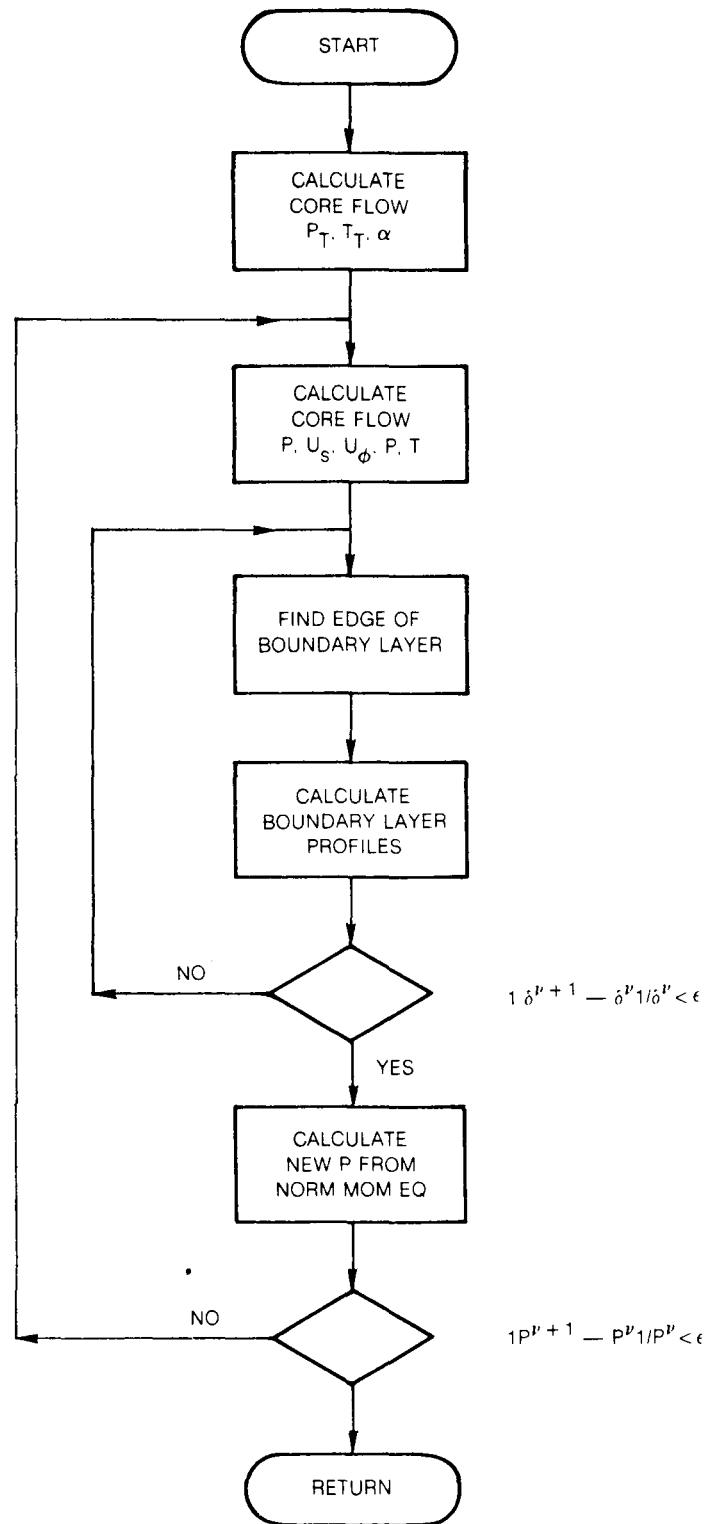 START
CALCULATE
CORE FLOW
P_T, T_T, α
CALCULATE
CORE FLOW
P, U_s, U_ϕ, P, T
FIND EDGE OF
BOUNDARY LAYER
CALCULATE
BOUNDARY LAYER
PROFILES
NO
1 δ^ν + 1 — δ^ν 1/δ^ν < ϵ
YES
CALCULATE
NEW P FROM
NORM MOM EQ
NO
1P^ν + 1 — P^ν 1/P^ν < ϵ
RETURN